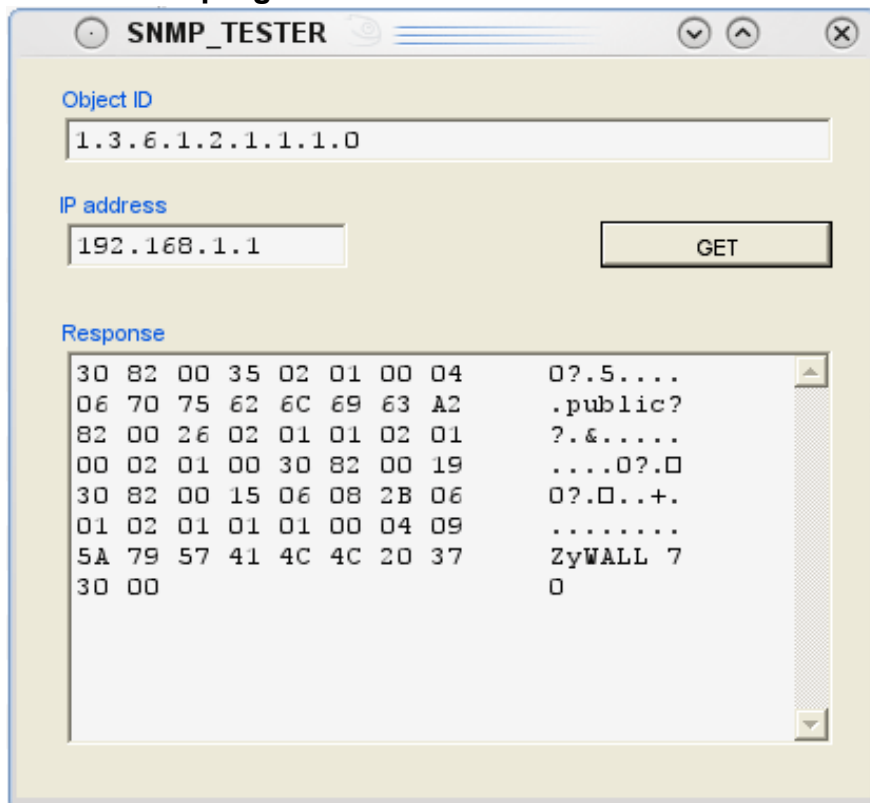 SNMP_TESTER
Object ID
1.3.6.1.2.1.1.1.0
IP address
192.168.1.1
GET
Response
30 82 00 35 02 01 00 04 0?.5....
06 70 75 62 6C 69 63 A2 .public?
82 00 26 02 01 01 02 01 ?.&.....
00 02 01 00 30 82 00 19 ....0?.□
30 82 00 15 06 08 2B 06 0?.□..+.
01 02 01 01 01 00 04 09 ........
5A 79 57 41 4C 4C 20 37 ZyWALL 7
30 00 0